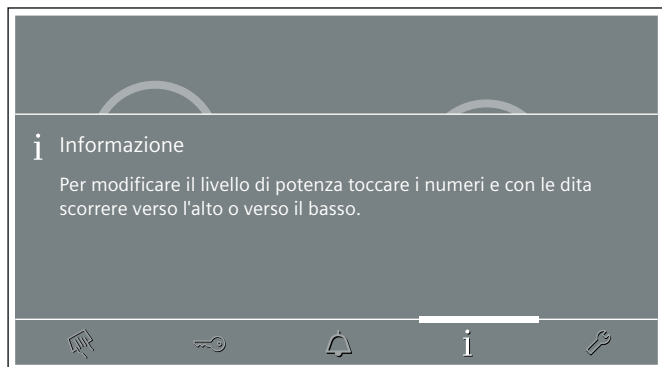 i Informazione
Per modificare il livello di potenza toccare i numeri e con le dita
scorrere verso l'alto o verso il basso.
i